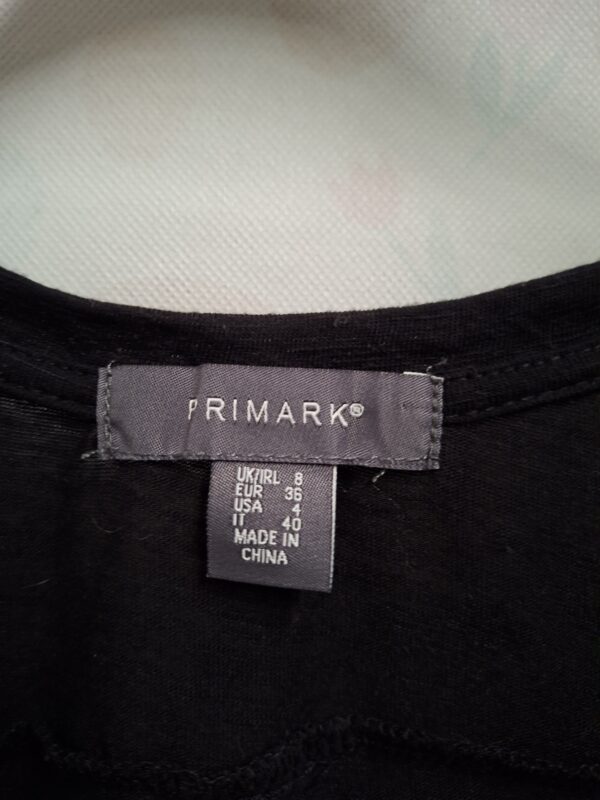 PRIMARK®
UK/IRL 8
EUR 36
USA 4
IT 40
MADE IN
CHINA